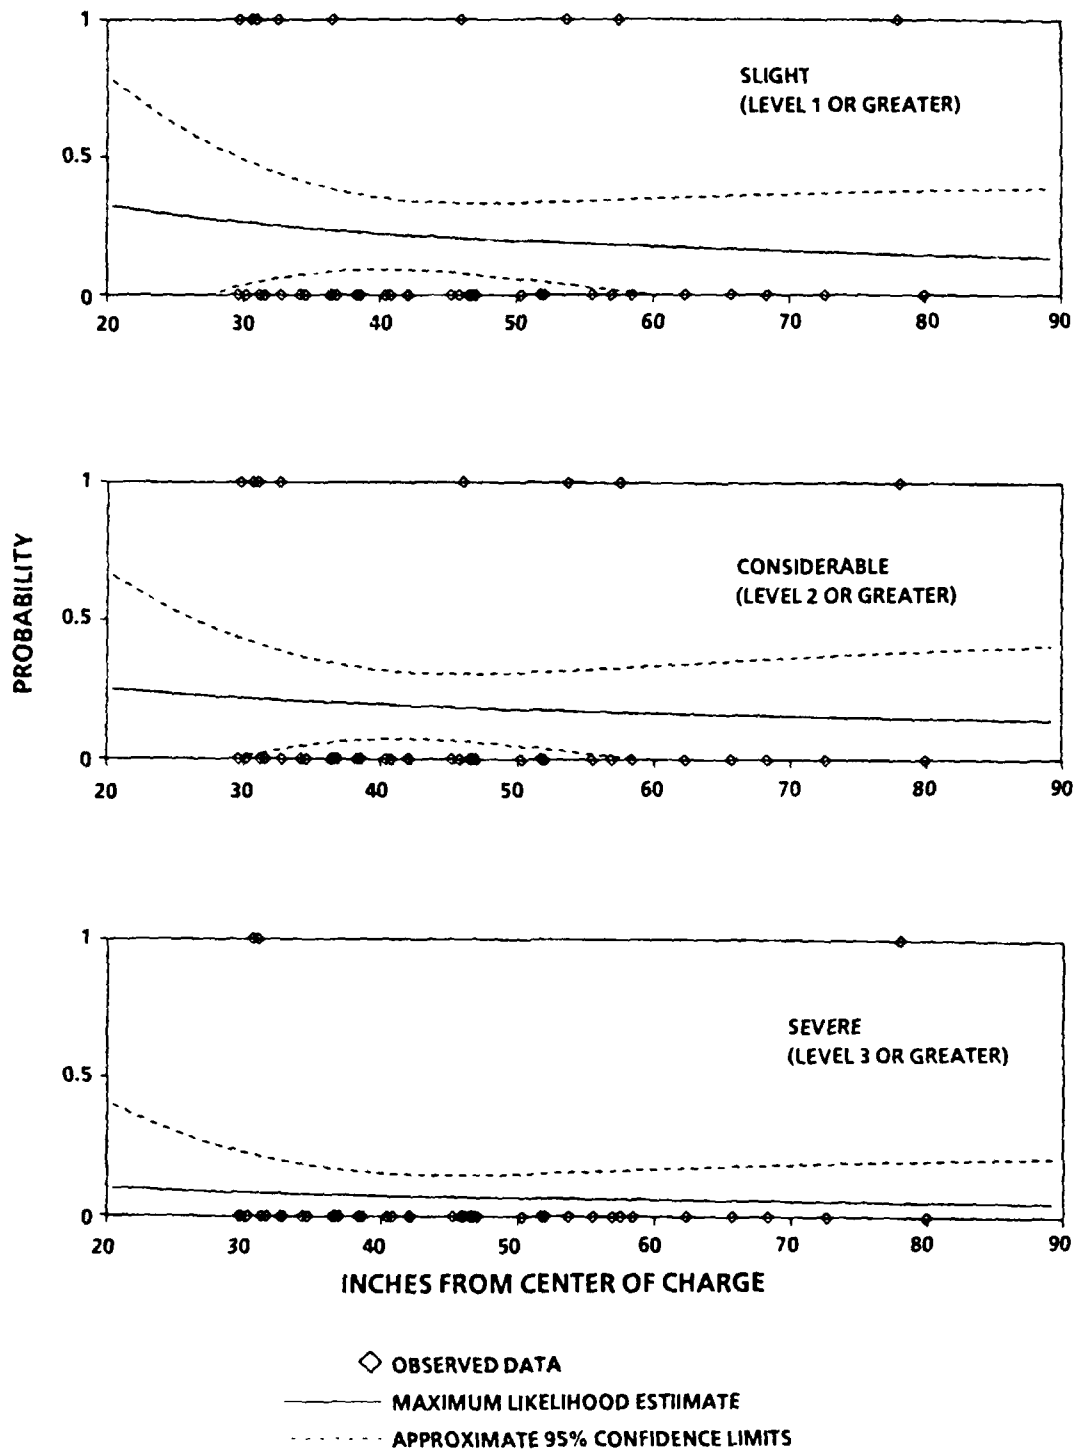 1
SLIGHT
(LEVEL 1 OR GREATER)
0.5
0
20 30 40 50 60 70 80 90
1
CONSIDERABLE
(LEVEL 2 OR GREATER)
0.5
0
20 30 40 50 60 70 80 90
PROBABILITY
1
SEVERE
(LEVEL 3 OR GREATER)
0.5
0
20 30 40 50 60 70 80 90
INCHES FROM CENTER OF CHARGE
OBSERVED DATA
MAXIMUM LIKELIHOOD ESTIIMATE
APPROXIMATE 95% CONFIDENCE LIMITS